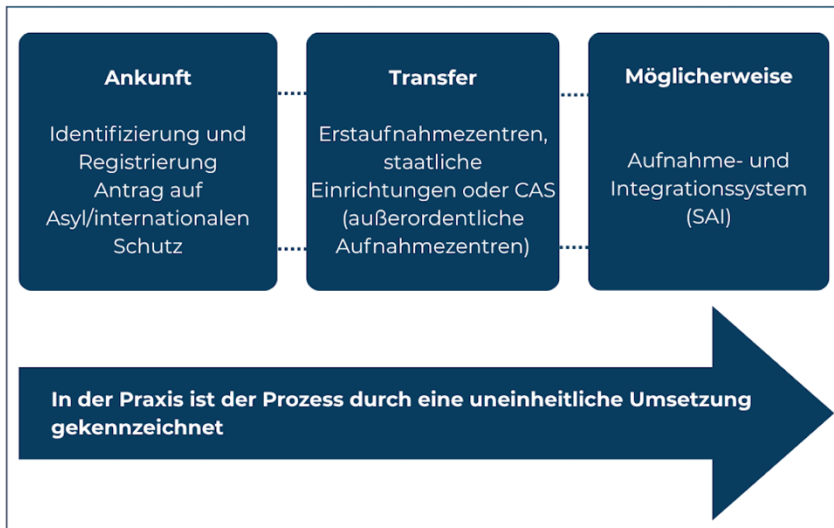 Ankunft
Identifizierung und
Registrierung
Antrag auf
Asyl/internationalen
Schutz
Transfer
Erstaufnahmezentren,
staatliche
Einrichtungen oder CAS
(außerordentliche
Aufnahmezentren)
Möglicherweise
Aufnahme- und
Integrationssystem
(SAI)
In der Praxis ist der Prozess durch eine uneinheitliche Umsetzung
gekennzeichnet